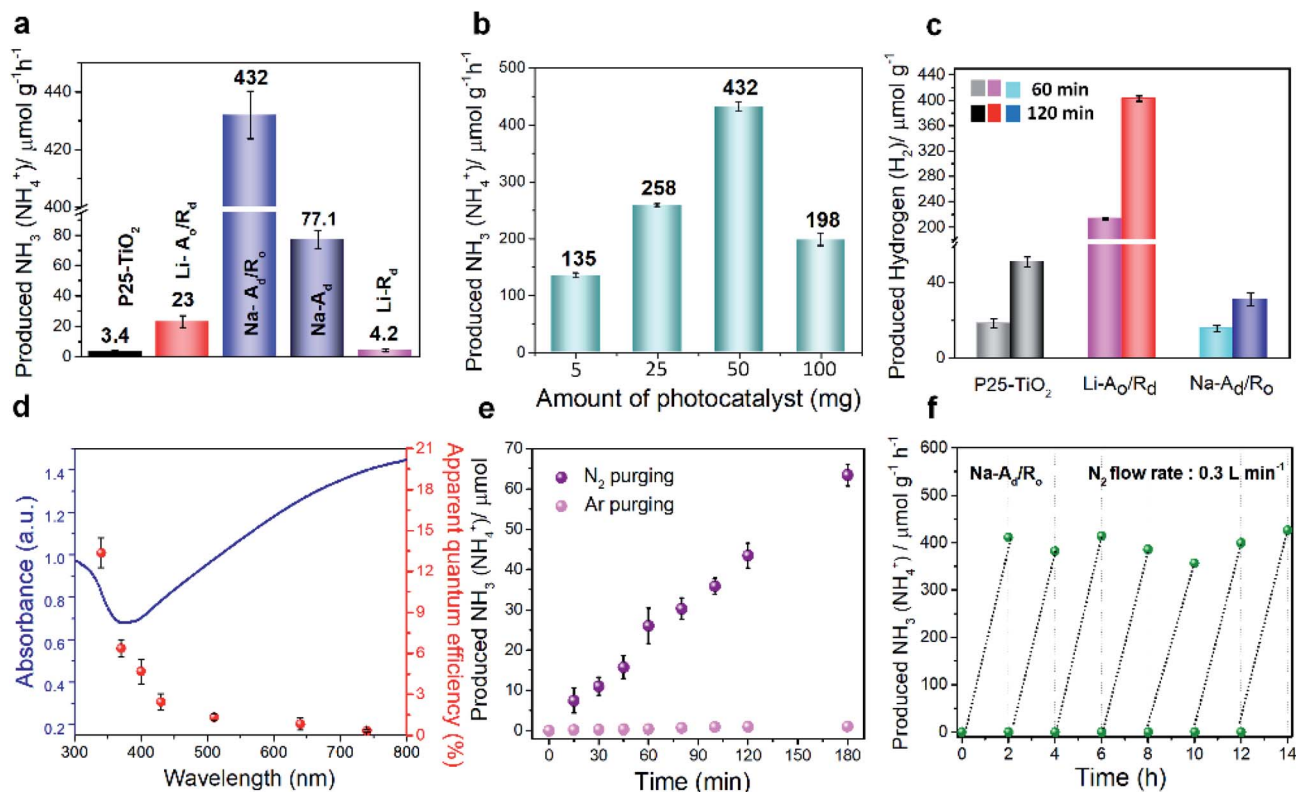 a
Produced NH₃ (NH₄⁺)/ μmol g⁻¹h⁻¹
440
420
400
80
60
40
20
0
3.4
P25-TiO₂
23
Li- Aₒ/R_d
432
Na- A_d/Rₒ
77.1
Na-A_d
4.2
Li-R_d
b
Produced NH₃ (NH₄⁺)/ μmol g⁻¹h⁻¹
500
400
300
200
150
100
0
135
258
432
198
5 25 50 100
Amount of photocatalyst (mg)
c
Produced Hydrogen (H₂)/ μmol g⁻¹
440
400
360
320
280
240
200
40
0
60 min
120 min
P25-TiO₂ Li-Aₒ/R_d Na-A_d/Rₒ
d
Absorbance (a.u.)
1.4
1.2
1.0
0.8
0.6
0.4
0.2
300 400 500 600 700 800
Wavelength (nm)
21
18
15
12
9
6
3
0
Apparent quantum efficiency (%)
e
Produced NH₃ (NH₄⁺)/ μmol
70
60
50
40
30
20
10
0
N₂ purging
Ar purging
0 30 60 90 120 150 180
Time (min)
f
Produced NH₃ (NH₄⁺) / μmol g⁻¹ h⁻¹
600
500
400
300
200
100
0
Na-A_d/Rₒ N₂ flow rate : 0.3 L min⁻¹
0 2 4 6 8 10 12 14
Time (h)